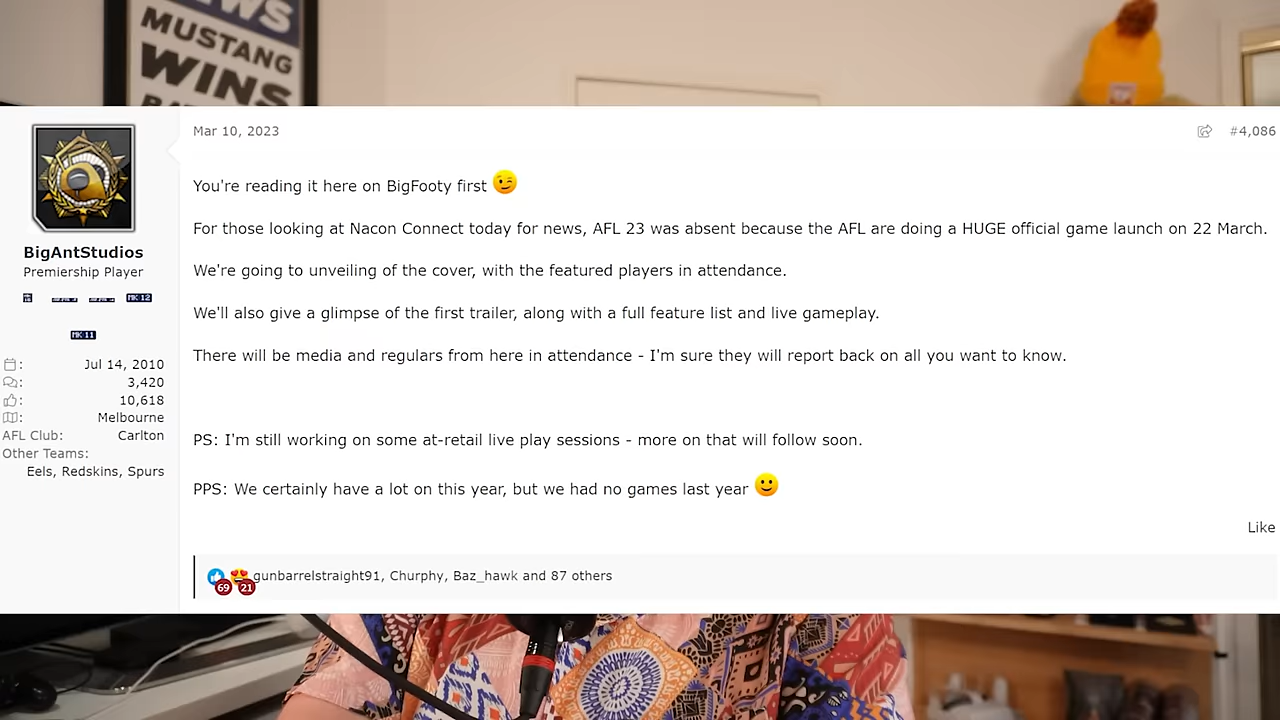 MUSTANG
WINS
Mar 10, 2023
#4,086
You're reading it here on BigFooty first 😉
For those looking at Nacon Connect today for news, AFL 23 was absent because the AFL are doing a HUGE official game launch on 22 March.
We're going to unveiling of the cover, with the featured players in attendance.
We'll also give a glimpse of the first trailer, along with a full feature list and live gameplay.
There will be media and regulars from here in attendance - I'm sure they will report back on all you want to know.
PS: I'm still working on some at-retail live play sessions - more on that will follow soon.
PPS: We certainly have a lot on this year, but we had no games last year 🙂
Like
69 21 gunbarrelstraight91, Churphy, Baz_hawk and 87 others
BigAntStudios
Premiership Player
MK 12
MK 11
: Jul 14, 2010
: 3,420
: 10,618
: Melbourne
AFL Club: Carlton
Other Teams:
Eels, Redskins, Spurs